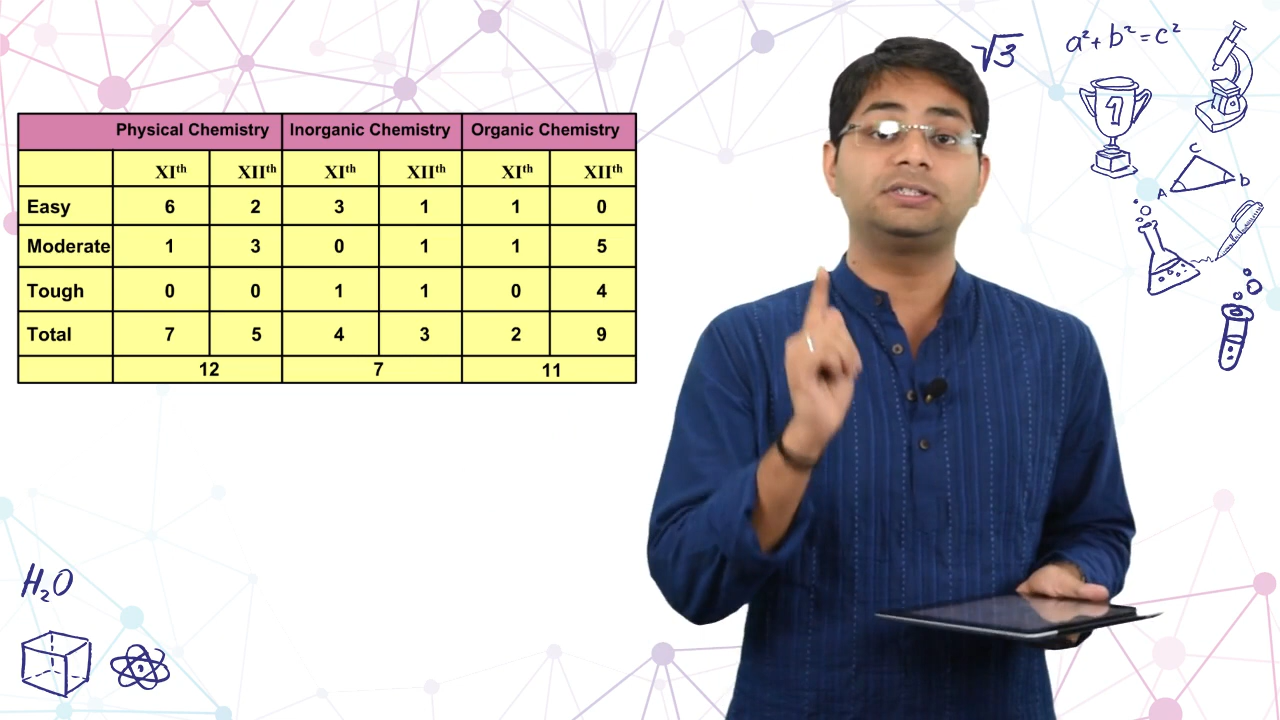 √3
a²+b²=c²
1
Physical Chemistry Inorganic Chemistry Organic Chemistry
XIth XIIth XIth XIIth XIth XIIth
C
A
D
Easy 6 2 3 1 1 0
Moderate 1 3 0 1 1 5
Tough 0 0 1 1 0 4
Total 7 5 4 3 2 9
12 7 11
H₂O